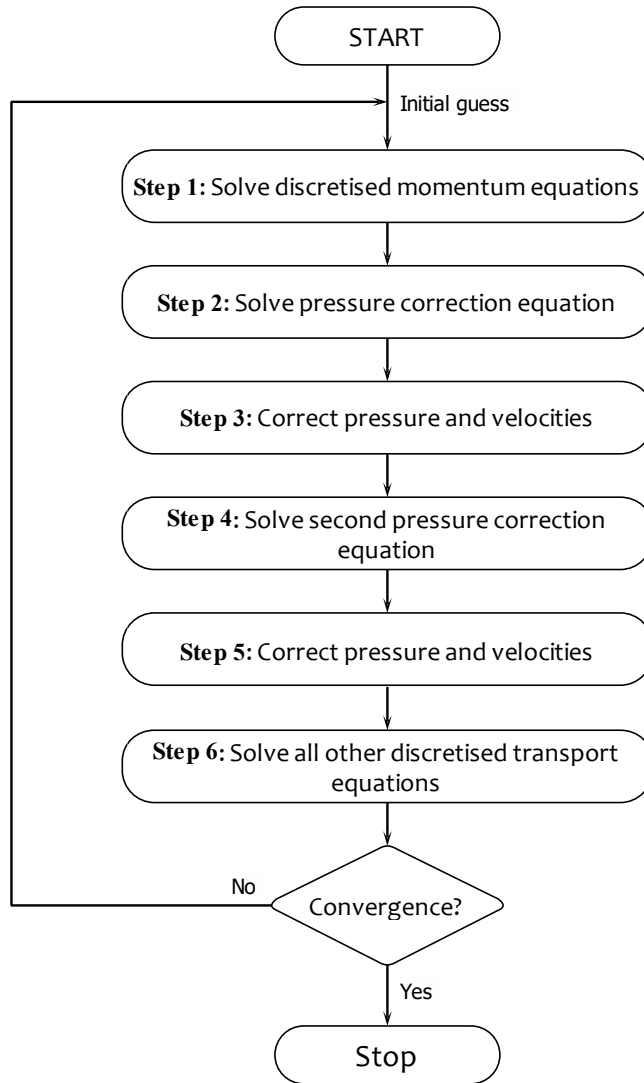 START
Initial guess
Step 1: Solve discretised momentum equations
Step 2: Solve pressure correction equation
Step 3: Correct pressure and velocities
Step 4: Solve second pressure correction
equation
Step 5: Correct pressure and velocities
Step 6: Solve all other discretised transport
equations
No
Convergence?
Yes
Stop